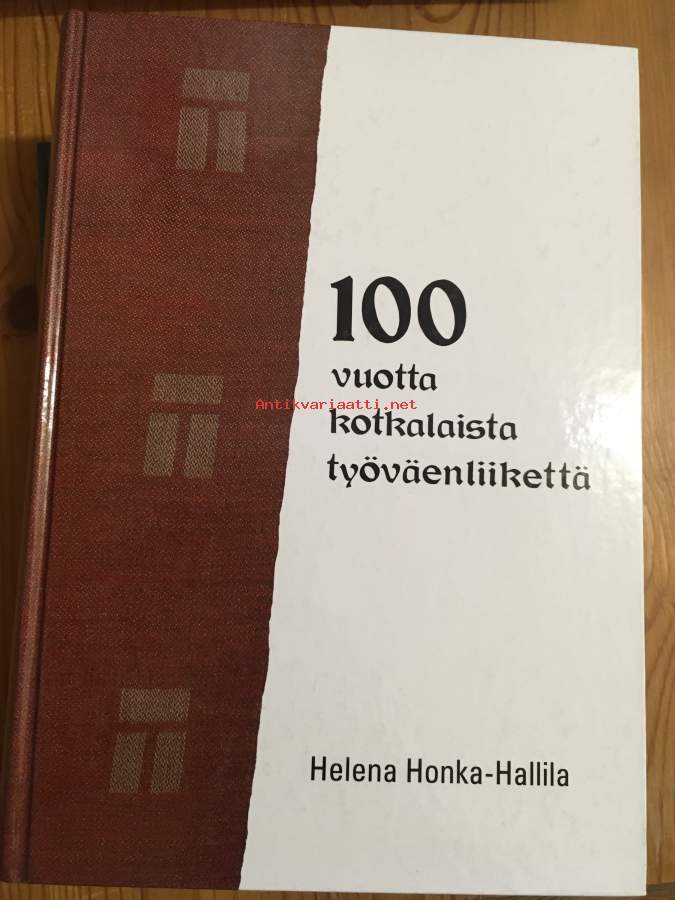 100
vuotta
Antikvariaatti.net
kotkalaista
työväenliikettä
Helena Honka-Hallila